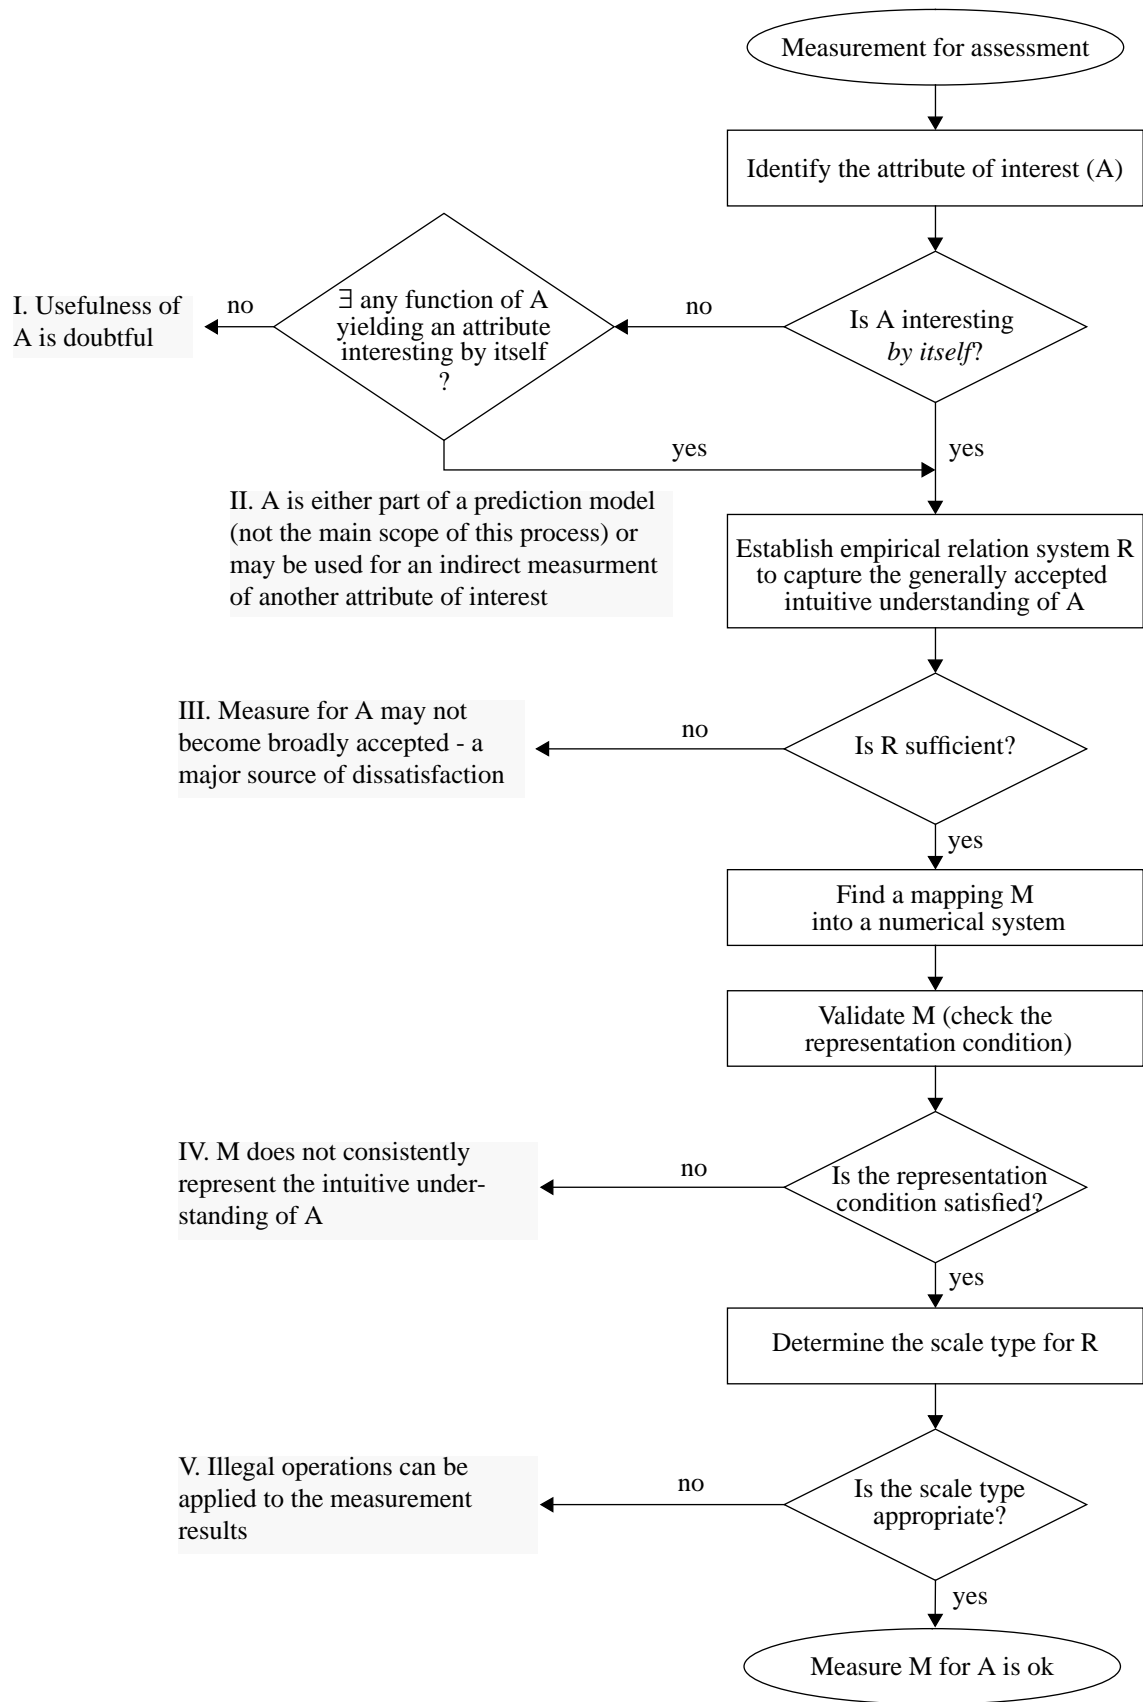 Measurement for assessment
Identify the attribute of interest (A)
Is A interesting
by itself?
no
∃ any function of A
yielding an attribute
interesting by itself
?
no
I. Usefulness of
A is doubtful
yes
yes
II. A is either part of a prediction model
(not the main scope of this process) or
may be used for an indirect measurment
of another attribute of interest
Establish empirical relation system R
to capture the generally accepted
intuitive understanding of A
Is R sufficient?
no
III. Measure for A may not
become broadly accepted - a
major source of dissatisfaction
yes
Find a mapping M
into a numerical system
Validate M (check the
representation condition)
Is the representation
condition satisfied?
no
IV. M does not consistently
represent the intuitive under-
standing of A
yes
Determine the scale type for R
Is the scale type
appropriate?
no
V. Illegal operations can be
applied to the measurement
results
yes
Measure M for A is ok